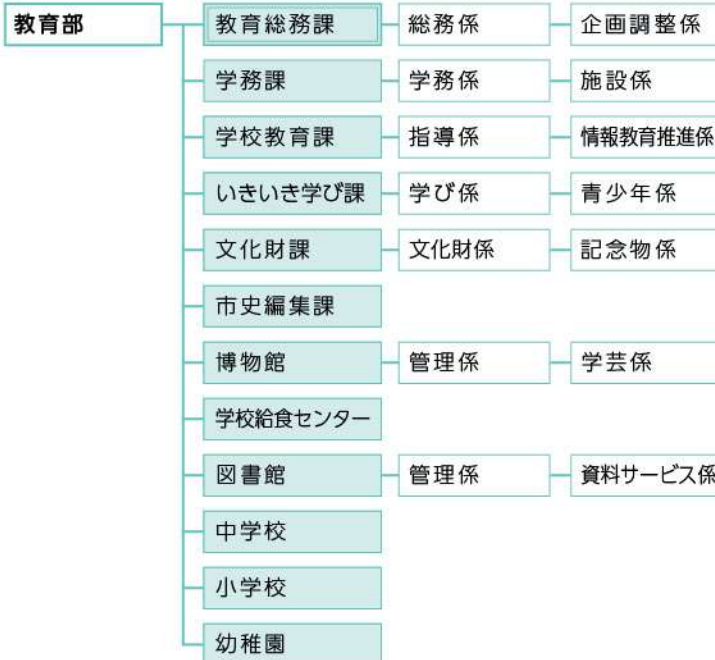 教育部
教育総務課 総務係 企画調整係
学務課 学務係 施設係
学校教育課 指導係 情報教育推進係
いきいき学び課 学び係 青少年係
文化財課 文化財係 記念物係
市史編集課
博物館 管理係 学芸係
学校給食センター
図書館 管理係 資料サービス係
中学校
小学校
幼稚園